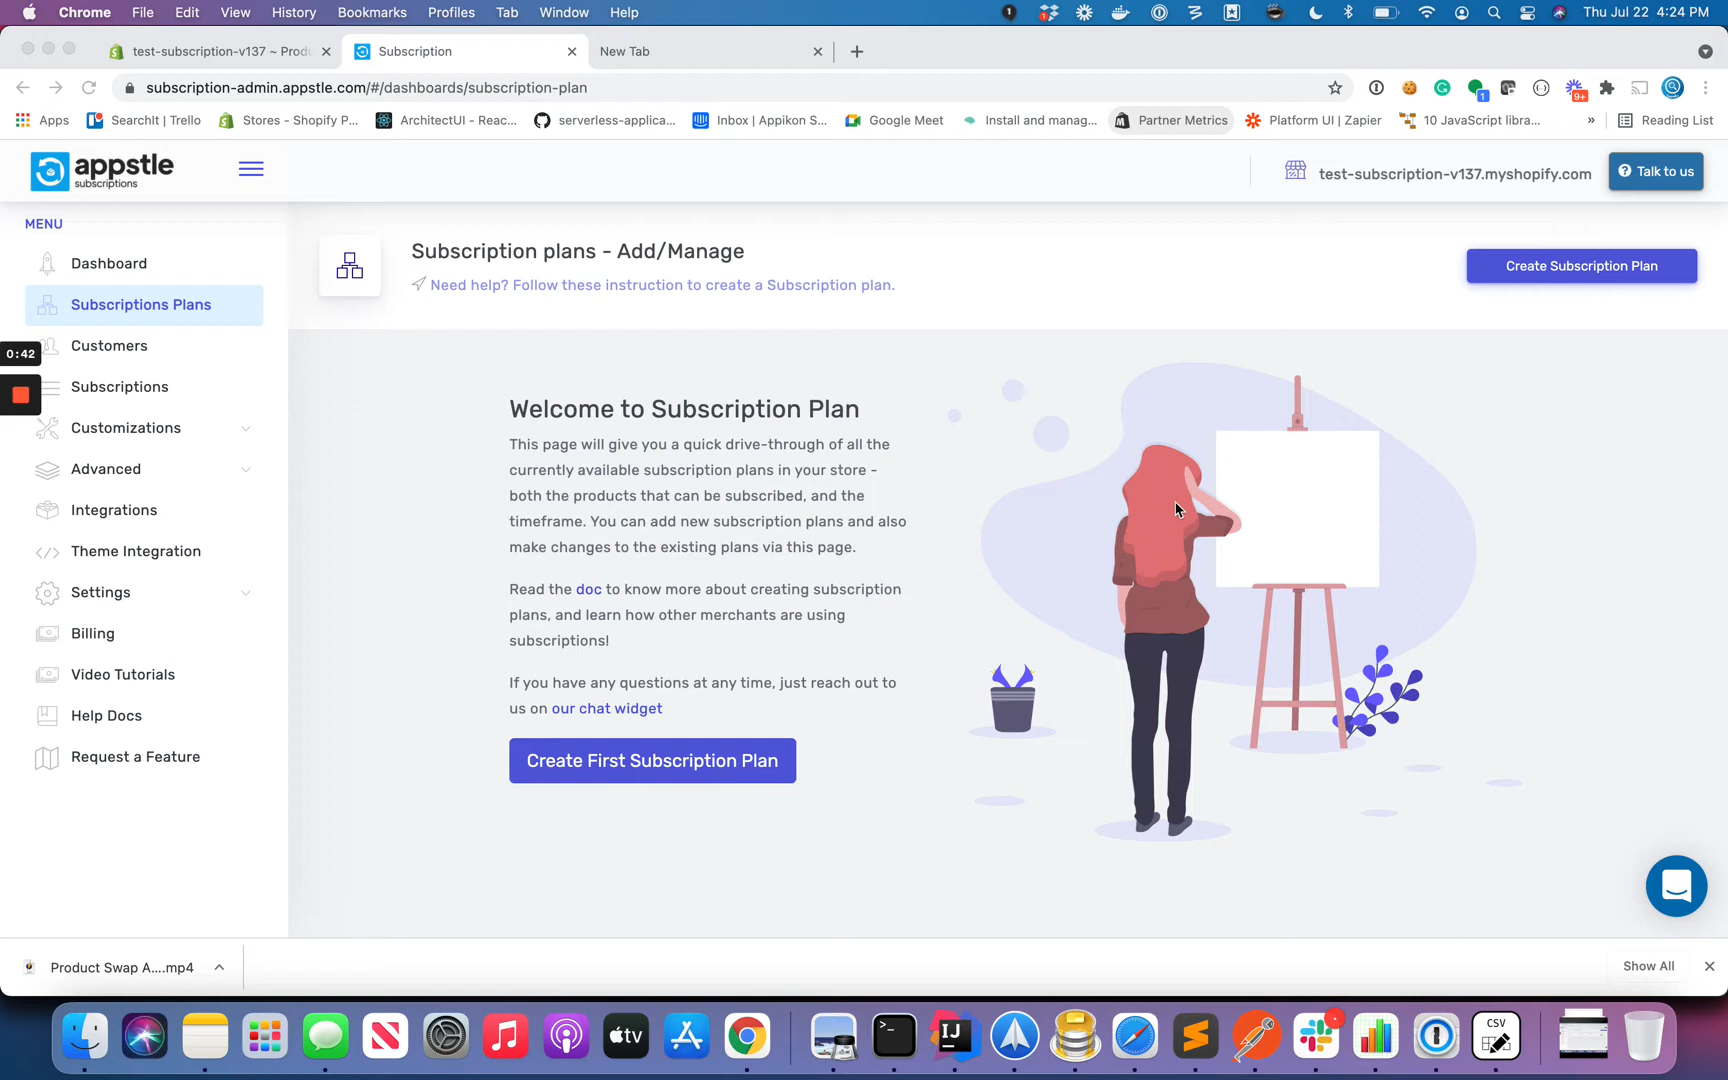 Chrome File Edit View History Bookmarks Profiles Tab Window Help
Thu Jul 22 4:24 PM
test-subscription-v137 ~ Produ
Subscription
New Tab
subscription-admin.appstle.com/#/dashboards/subscription-plan
1
9+
Apps
SearchIt | Trello
Stores - Shopify P...
ArchitectUI - Reac...
serverless-applica...
Inbox | Appikon S...
Google Meet
Install and manag...
Partner Metrics
Platform UI | Zapier
10 JavaScript libra...
»
Reading List
appstle
subscriptions
test-subscription-v137.myshopify.com
Talk to us
MENU
Dashboard
Subscriptions Plans
Customers
Subscriptions
Customizations
Advanced
Integrations
Theme Integration
Settings
Billing
Video Tutorials
Help Docs
Request a Feature
0:42
Subscription plans - Add/Manage
Need help? Follow these instruction to create a Subscription plan.
Create Subscription Plan
Welcome to Subscription Plan
This page will give you a quick drive-through of all the
currently available subscription plans in your store -
both the products that can be subscribed, and the
timeframe. You can add new subscription plans and also
make changes to the existing plans via this page.
Read the doc to know more about creating subscription
plans, and learn how other merchants are using
subscriptions!
If you have any questions at any time, just reach out to
us on our chat widget
Create First Subscription Plan
Product Swap A....mp4
Show All
tv
>_
IJ
CSV